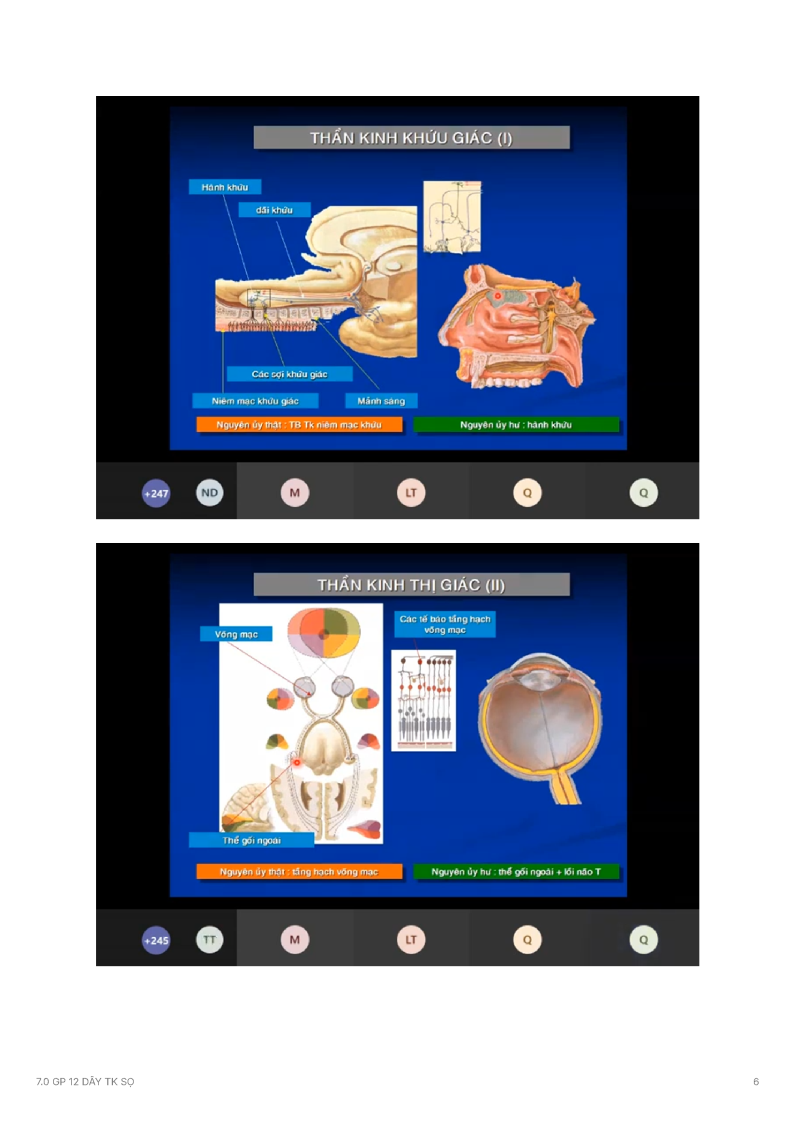 THẦN KINH KHỨU GIÁC (I)
Hành khứu
dải khứu
Các sợi khứu giác
Niêm mạc khứu giác
Mảnh sàng
Nguyên ủy thật : TB Tk niêm mạc khứu
Nguyên ủy hư : hành khứu
+247
ND
M
LT
Q
Q
THẦN KINH THỊ GIÁC (II)
Võng mạc
Các tế bào tầng hạch
võng mạc
Thể gối ngoài
Nguyên ủy thật : tầng hạch võng mạc
Nguyên ủy hư : thể gối ngoài + lồi não T
+245
TT
M
LT
Q
Q
7.0 GP 12 DÂY TK SỌ
6